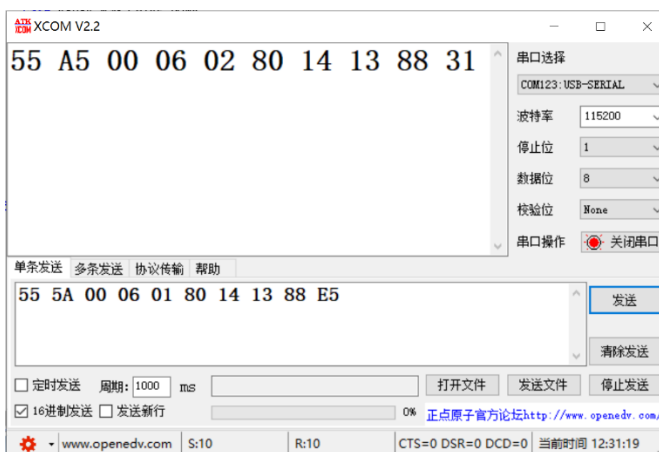 ATK XCOM XCOM V2.2
55 A5 00 06 02 80 14 13 88 31
串口选择
COM123:USB-SERIAL
波特率 115200
停止位 1
数据位 8
校验位 None
串口操作 关闭串口
单条发送 多条发送 协议传输 帮助
55 5A 00 06 01 80 14 13 88 E5
发送
清除发送
定时发送 周期: 1000 ms 打开文件 发送文件 停止发送
16进制发送 发送新行 0% 正点原子官方论坛http://www.openedv.com/
www.openedv.com S:10 R:10 CTS=0 DSR=0 DCD=0 当前时间 12:31:19